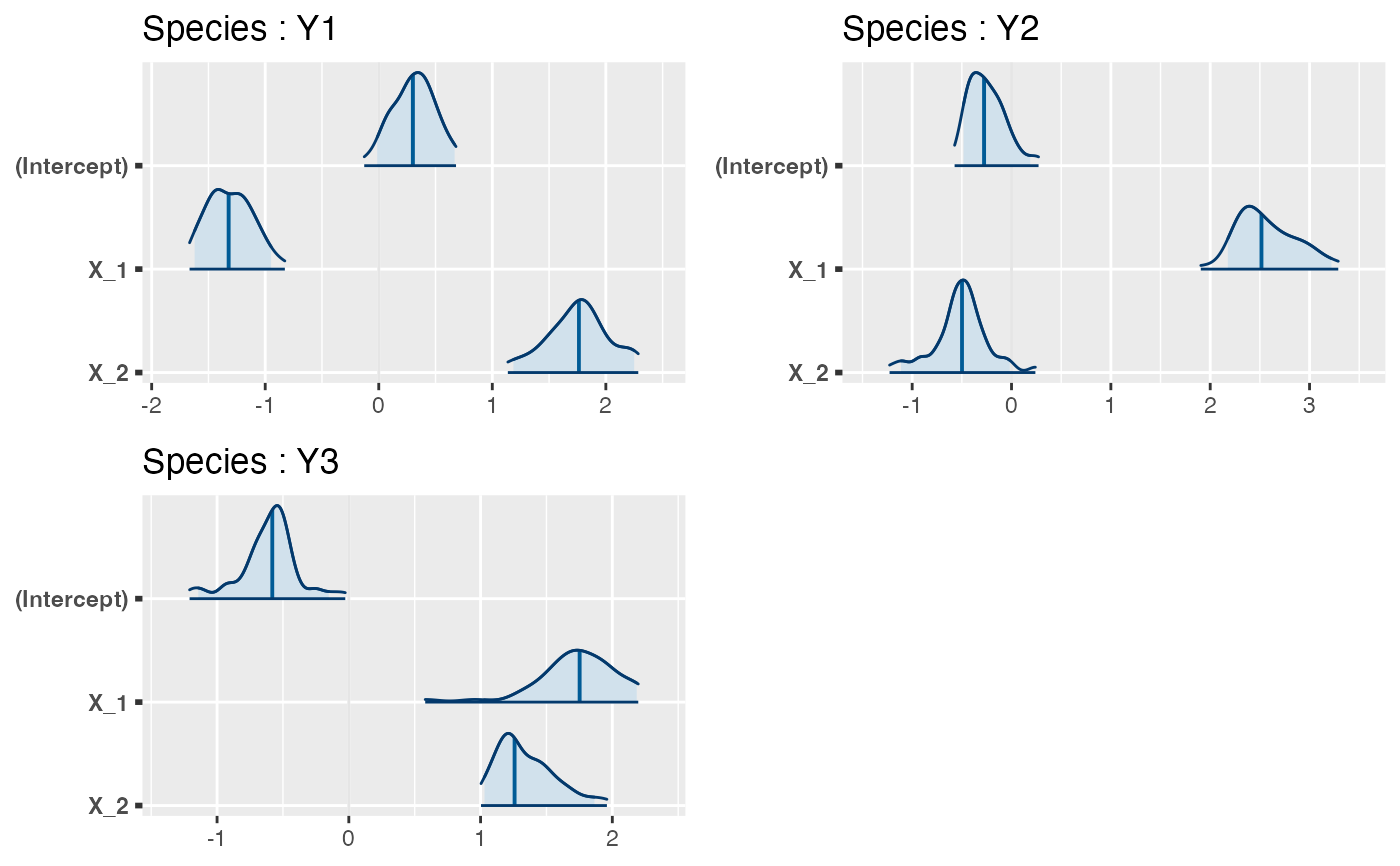 Species : Y1
(Intercept)
X_1
X_2
-2 -1 0 1 2
Species : Y2
(Intercept)
X_1
X_2
-1 0 1 2 3
Species : Y3
(Intercept)
X_1
X_2
-1 0 1 2